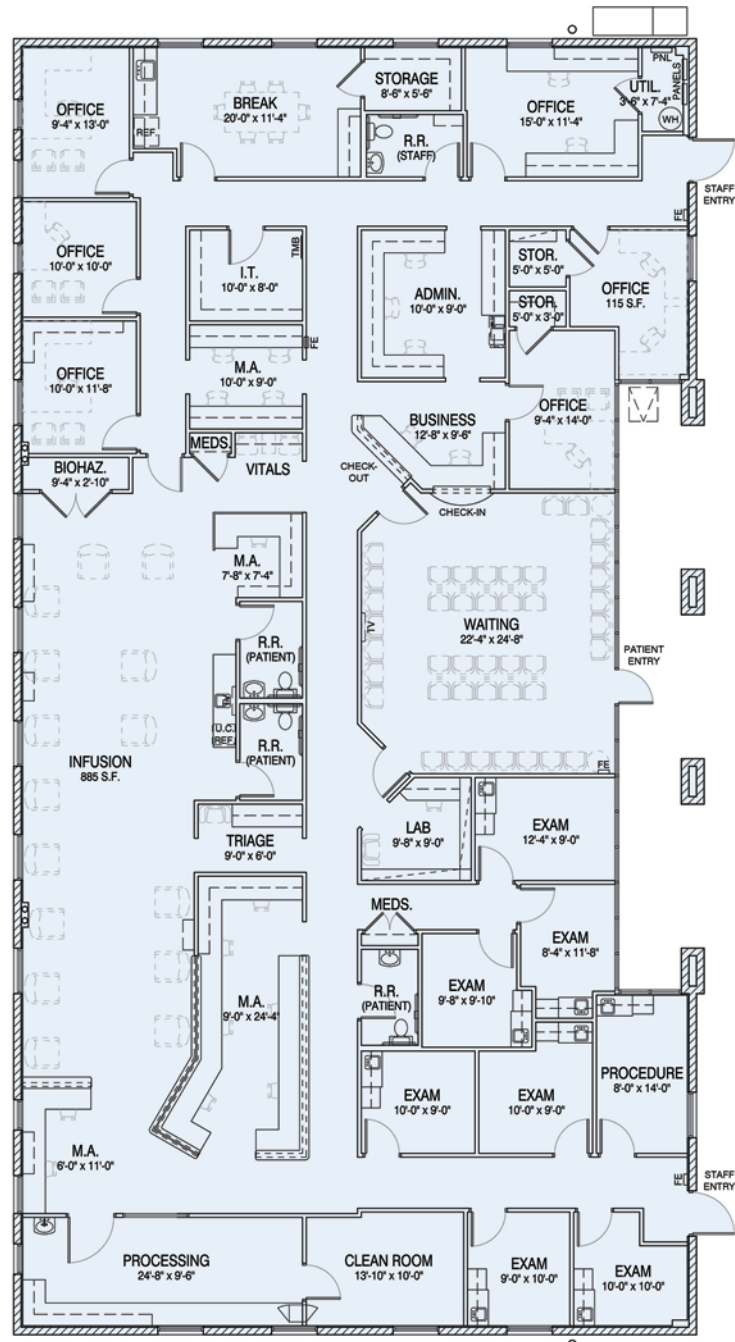 OFFICE
9'-4" x 13'-0"
BREAK
20'-0" x 11'-4"
REF.
STORAGE
8'-6" x 5'-6"
R.R.
(STAFF)
OFFICE
15'-0" x 11'-4"
PNL
PANELS
UTIL.
3'-6" x 7'-4"
WH
STAFF
ENTRY
FE
OFFICE
10'-0" x 10'-0"
I.T.
10'-0" x 8'-0"
TMB
ADMIN.
10'-0" x 9'-0"
STOR.
5'-0" x 5'-0"
STOR.
5'-0" x 3'-0"
OFFICE
115 S.F.
OFFICE
10'-0" x 11'-8"
M.A.
10'-0" x 9'-0"
FE
BUSINESS
12'-8" x 9'-6"
OFFICE
9'-4" x 14'-0"
MEDS.
VITALS
BIOHAZ.
9'-4" x 2'-10"
CHECK-
OUT
CHECK-IN
M.A.
7'-8" x 7'-4"
R.R.
(PATIENT)
TV
WAITING
22'-4" x 24'-8"
PATIENT
ENTRY
(U.C.)
REF.
R.R.
(PATIENT)
INFUSION
885 S.F.
FE
TRIAGE
9'-0" x 6'-0"
LAB
9'-8" x 9'-0"
EXAM
12'-4" x 9'-0"
MEDS.
EXAM
8'-4" x 11'-8"
R.R.
(PATIENT)
EXAM
9'-8" x 9'-10"
M.A.
9'-0" x 24'-4"
EXAM
10'-0" x 9'-0"
EXAM
10'-0" x 9'-0"
PROCEDURE
8'-0" x 14'-0"
M.A.
6'-0" x 11'-0"
FE
STAFF
ENTRY
PROCESSING
24'-8" x 9'-6"
CLEAN ROOM
13'-10" x 10'-0"
EXAM
9'-0" x 10'-0"
EXAM
10'-0" x 10'-0"